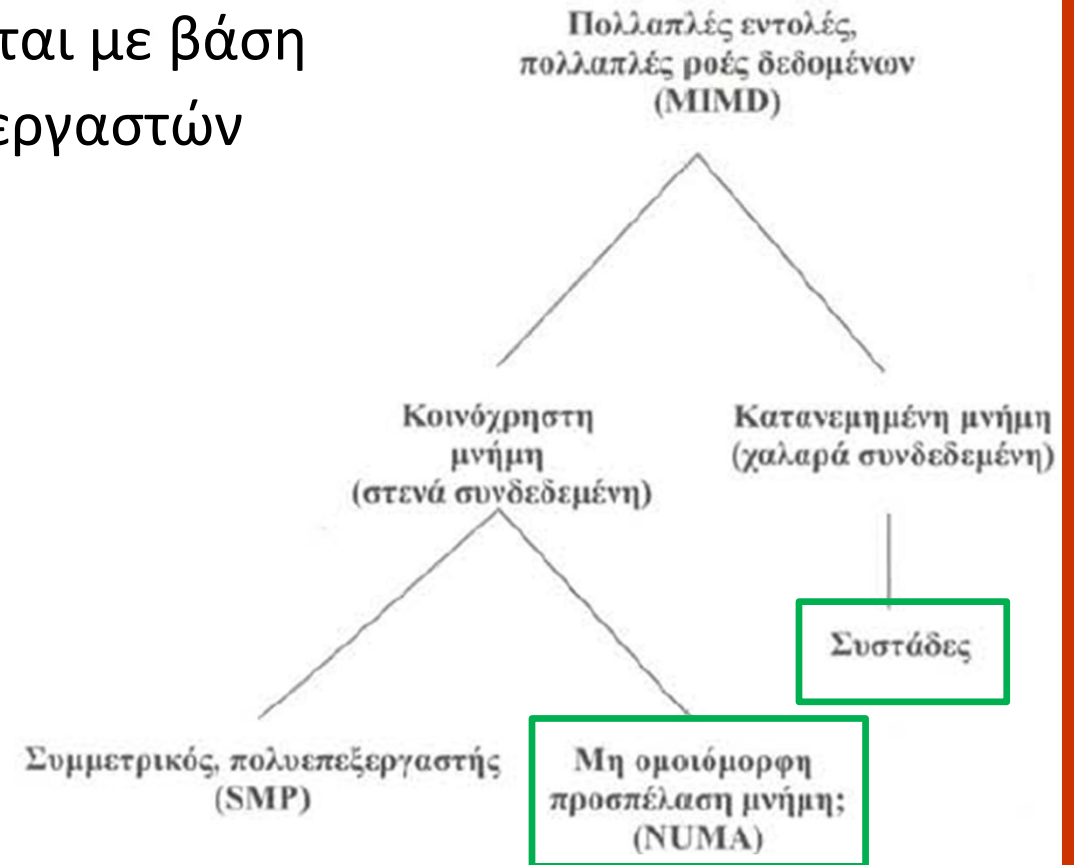 ται με βάση
εργαστών
Πολλαπλές εντολές,
πολλαπλές ροές δεδομένων
(MIMD)
Κοινόχρηστη
μνήμη
(στενά συνδεδεμένη)
Κατανεμημένη μνήμη
(χαλαρά συνδεδεμένη)
Συστάδες
Συμμετρικός, πολυεπεξεργαστής
(SMP)
Μη ομοιόμορφη
προσπέλαση μνήμη;
(NUMA)